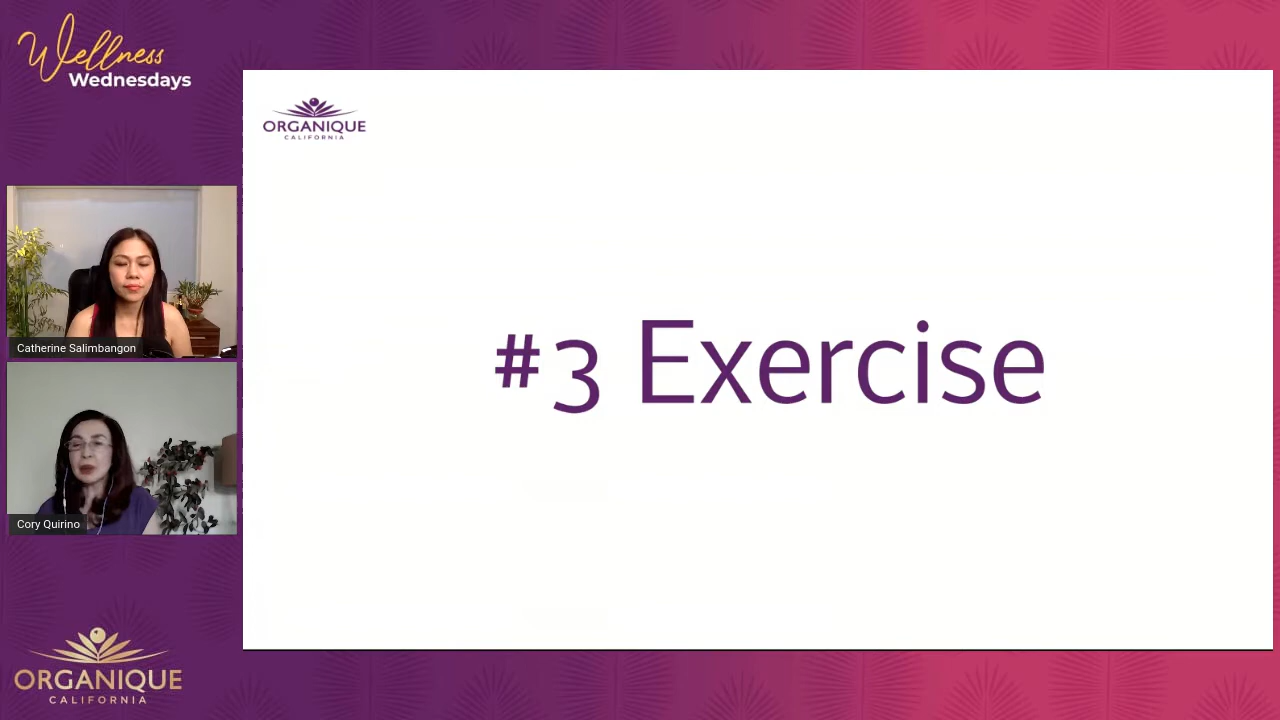 Wellness
Wednesdays
ORGANIQUE
CALIFORNIA
#3 Exercise
Catherine Salimbangon
Cory Quirino
ORGANIQUE
CALIFORNIA